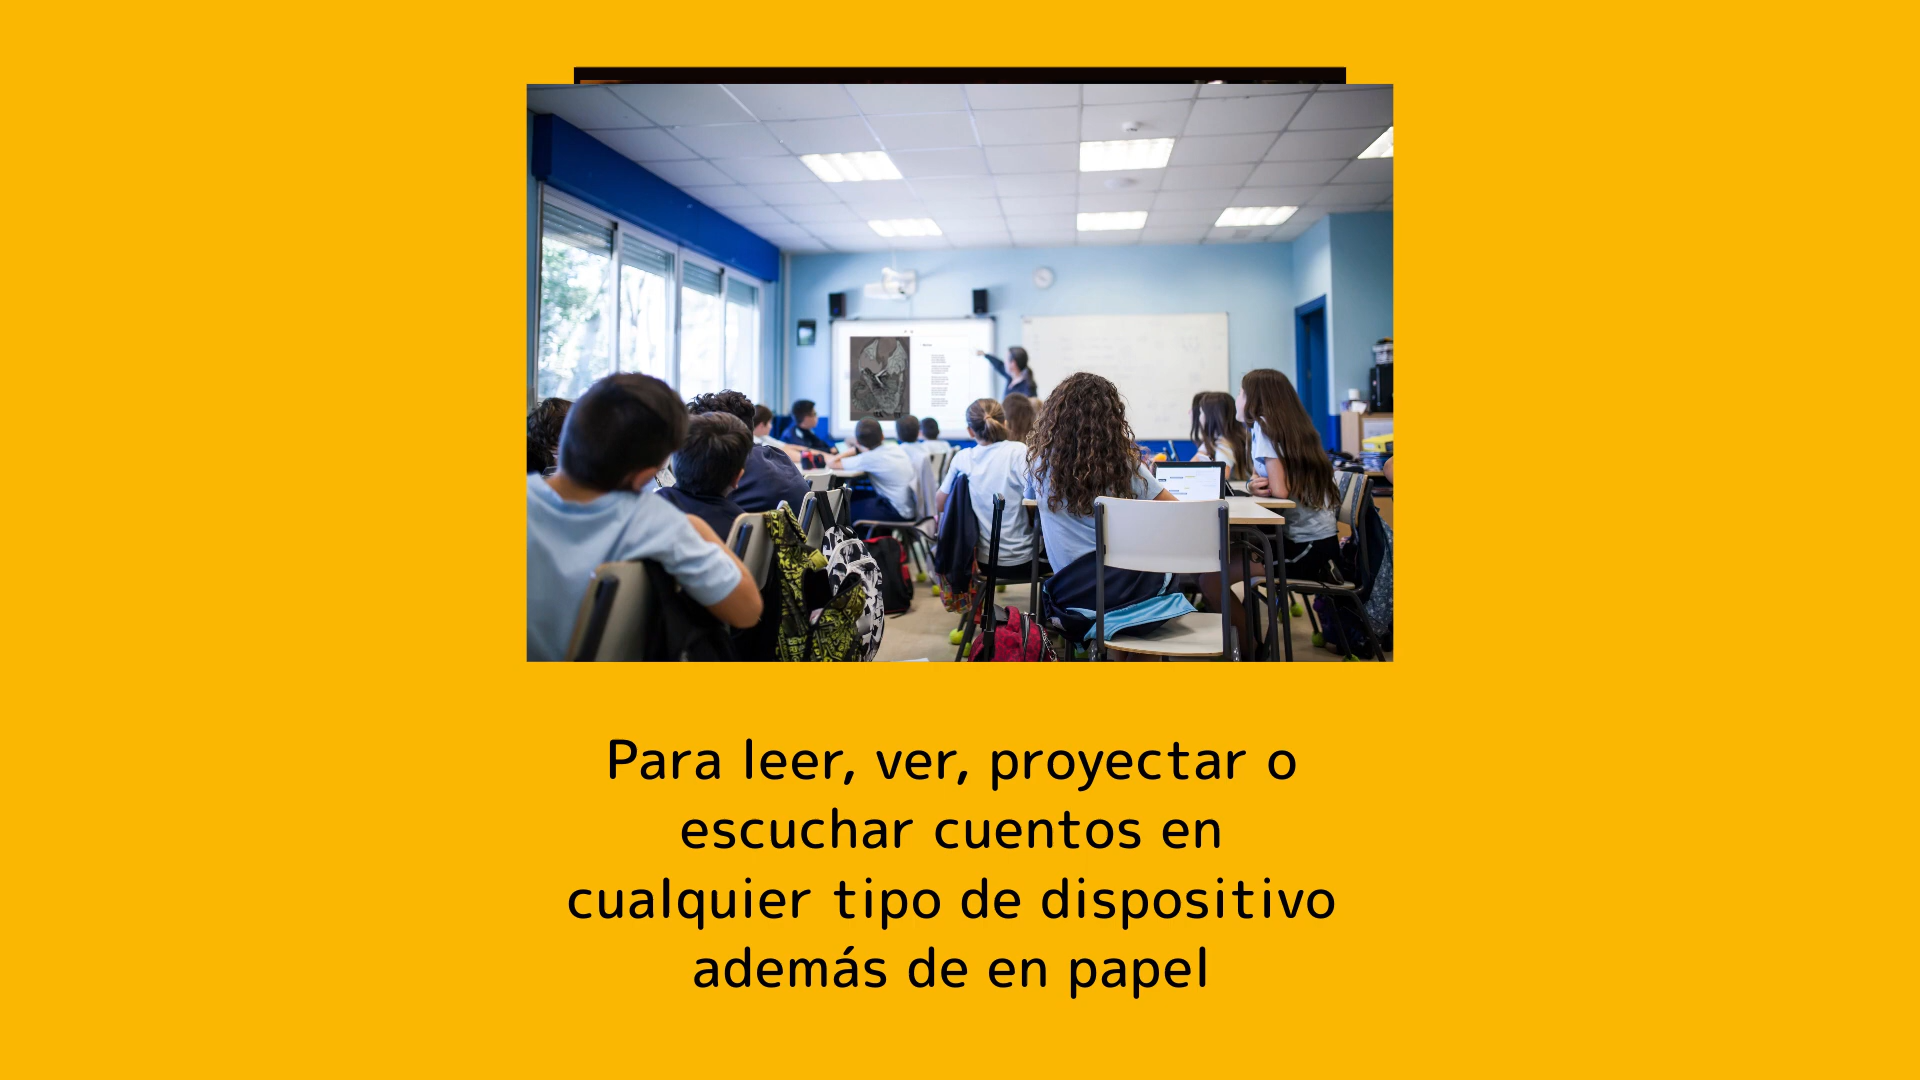 Para leer, ver, proyectar o
escuchar cuentos en
cualquier tipo de dispositivo
además de en papel